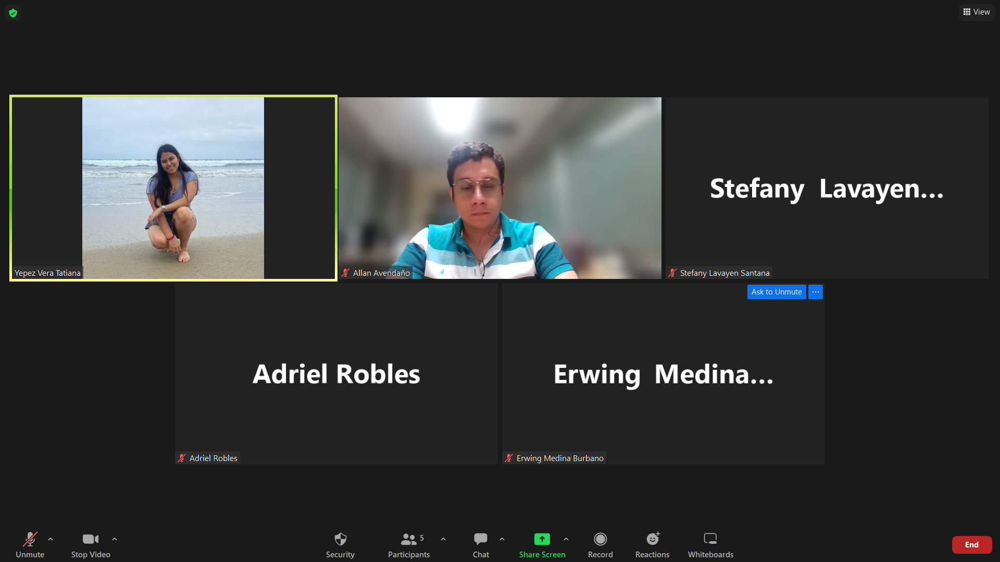 View
Yepez Vera Tatiana
Allan Avendaño
Stefany Lavayen...
Stefany Lavayen Santana
Ask to Unmute
Adriel Robles
Adriel Robles
Erwing Medina...
Erwing Medina Burbano
Unmute
Stop Video
Security
5
Participants
Chat
Share Screen
Record
Reactions
Whiteboards
End